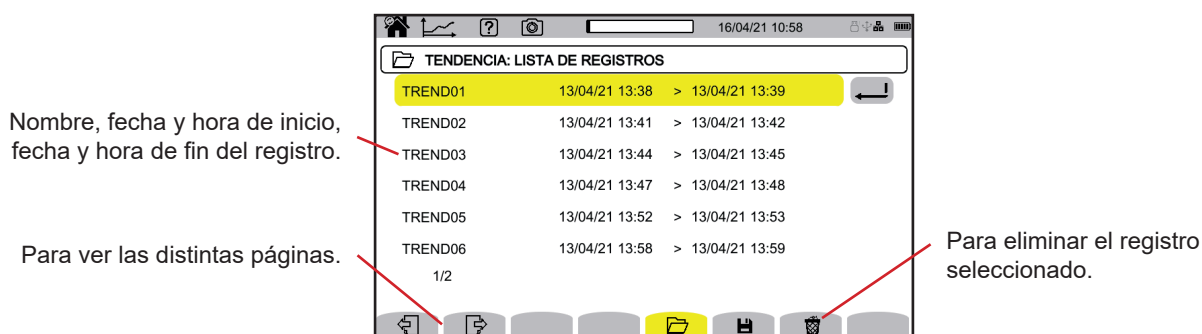 16/04/21 10:58
TENDENCIA: LISTA DE REGISTROS
TREND01 13/04/21 13:38 > 13/04/21 13:39
TREND02 13/04/21 13:41 > 13/04/21 13:42
Nombre, fecha y hora de inicio,
fecha y hora de fin del registro.
TREND03 13/04/21 13:44 > 13/04/21 13:45
TREND04 13/04/21 13:47 > 13/04/21 13:48
TREND05 13/04/21 13:52 > 13/04/21 13:53
TREND06 13/04/21 13:58 > 13/04/21 13:59
Para ver las distintas páginas.
1/2
Para eliminar el registro
seleccionado.